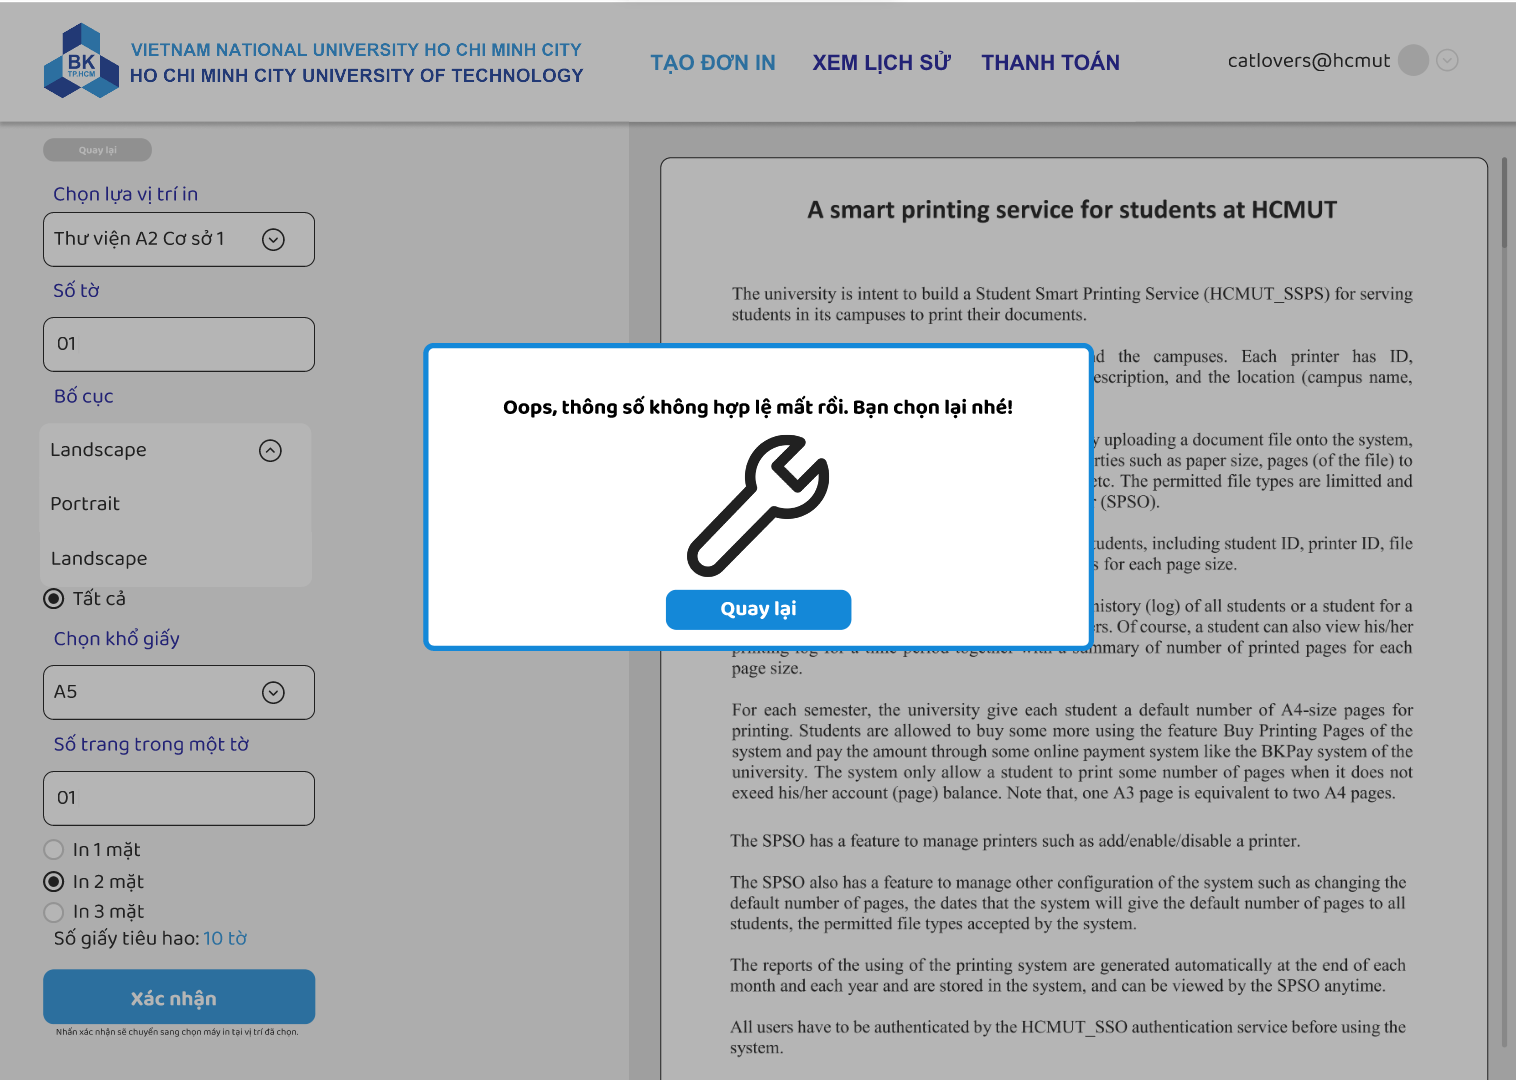 BK
TP.HCM
VIETNAM NATIONAL UNIVERSITY HO CHI MINH CITY
HO CHI MINH CITY UNIVERSITY OF TECHNOLOGY
TẠO ĐƠN IN
XEM LỊCH SỬ
THANH TOÁN
catlovers@hcmut
Quay lại
Chọn lựa vị trí in
Thư viện A2 Cơ sở 1
Số tờ
01
Bố cục
Landscape
Portrait
Landscape
Tất cả
Chọn khổ giấy
A5
Số trang trong một tờ
01
In 1 mặt
In 2 mặt
In 3 mặt
Số giấy tiêu hao: 10 tờ
Xác nhận
Nhấn xác nhận sẽ chuyển sang chọn máy in tại vị trí đã chọn.
Oops, thông số không hợp lệ mất rồi. Bạn chọn lại nhé!
Quay lại
A smart printing service for students at HCMUT
The university is intent to build a Student Smart Printing Service (HCMUT_SSPS) for serving
students in its campuses to print their documents.
the campuses. Each printer has ID,
and the location (campus name,
uploading a document file onto the system,
such as paper size, pages (of the file) to
etc. The permitted file types are limitted and
(SPSO).
including student ID, printer ID, file
for each page size.
(log) of all students or a student for a
Of course, a student can also view his/her
of number of printed pages for each
page size.
For each semester, the university give each student a default number of A4-size pages for
printing. Students are allowed to buy some more using the feature Buy Printing Pages of the
system and pay the amount through some online payment system like the BKPay system of the
university. The system only allow a student to print some number of pages when it does not
exeed his/her account (page) balance. Note that, one A3 page is equivalent to two A4 pages.
The SPSO has a feature to manage printers such as add/enable/disable a printer.
The SPSO also has a feature to manage other configuration of the system such as changing the
default number of pages, the dates that the system will give the default number of pages to all
students, the permitted file types accepted by the system.
The reports of the using of the printing system are generated automatically at the end of each
month and each year and are stored in the system, and can be viewed by the SPSO anytime.
All users have to be authenticated by the HCMUT_SSO authentication service before using the
system.